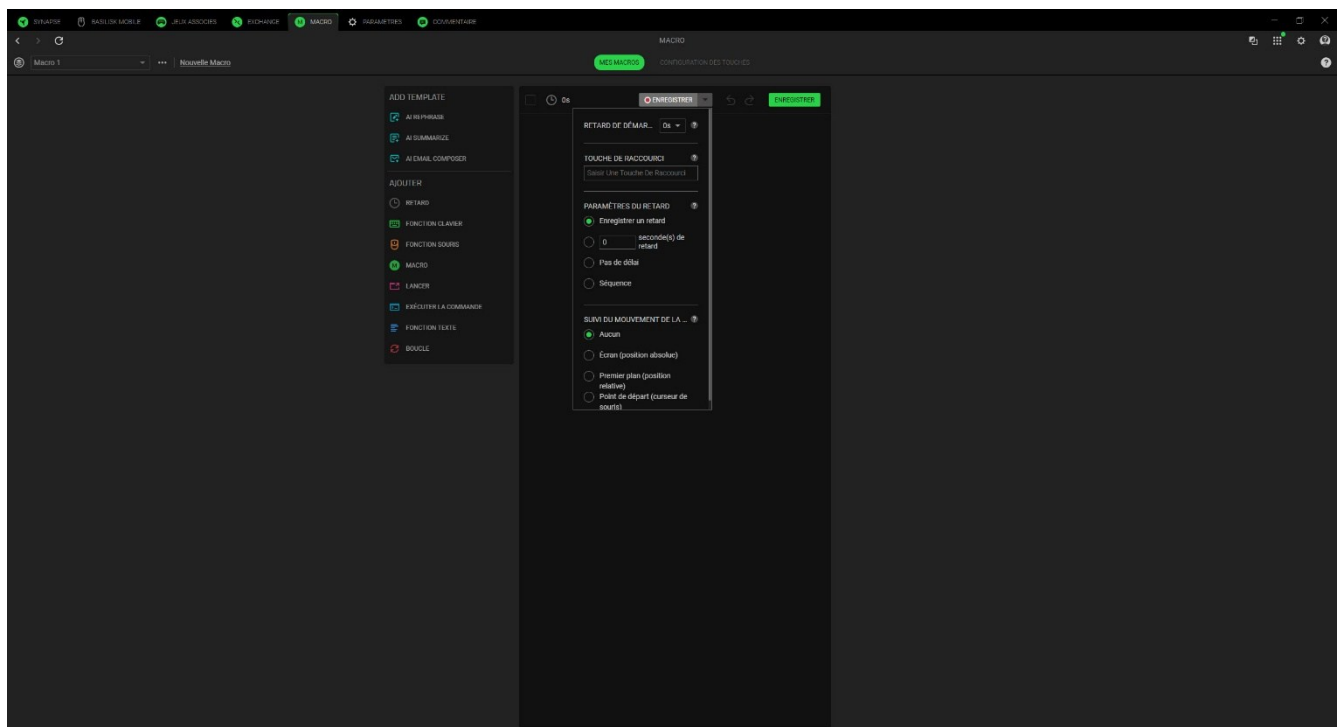 SYNAPSE
BASILISK MOBILE
JEUX ASSOCIÉS
EXCHANGE
MACRO
PARAMÈTRES
COMMENTAIRE
MACRO
Macro 1
Nouvelle Macro
MES MACROS
CONFIGURATION DES TOUCHES
ADD TEMPLATE
AI REPHRASE
AI SUMMARIZE
AI EMAIL COMPOSER
AJOUTER
RETARD
FONCTION CLAVIER
FONCTION SOURIS
MACRO
LANCER
EXÉCUTER LA COMMANDE
FONCTION TEXTE
BOUCLE
0s
ENREGISTRER
ENREGISTRER
RETARD DE DÉMAR...
0s
TOUCHE DE RACCOURCI
Saisir Une Touche De Raccourci
PARAMÈTRES DU RETARD
Enregistrer un retard
0
seconde(s) de
retard
Pas de délai
Séquence
SUIVI DU MOUVEMENT DE LA ...
Aucun
Écran (position absolue)
Premier plan (position
relative)
Point de départ (curseur de
souris)